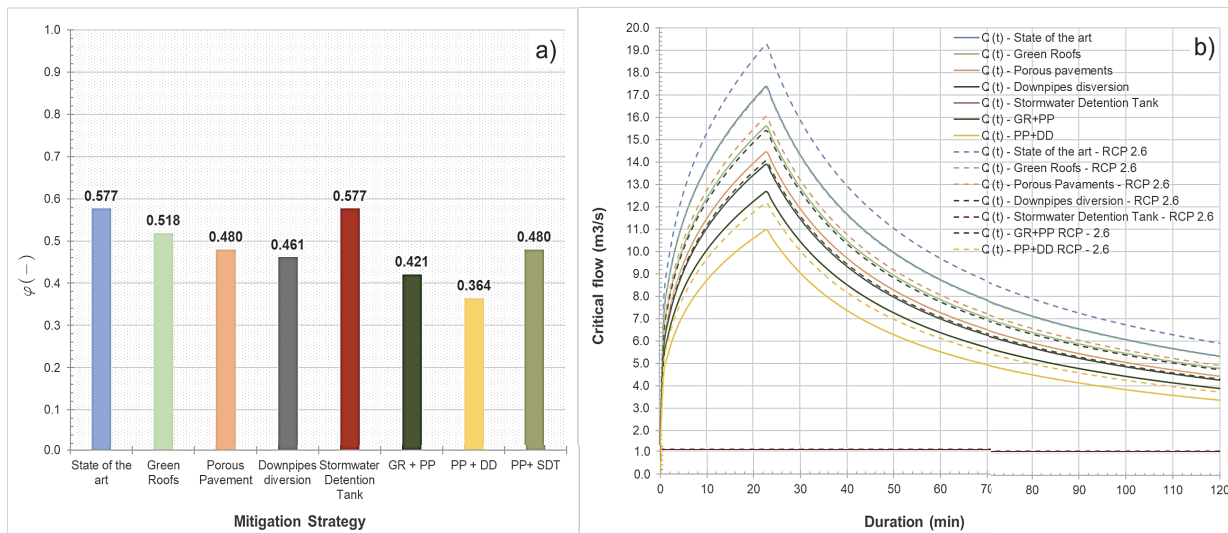 a)
1.0
0.9
0.8
0.7
0.6
0.5
0.4
0.3
0.2
0.1
0.0
φ (−)
0.577
0.518
0.480
0.461
0.577
0.421
0.364
0.480
State of the art
Green Roofs
Porous Pavement
Downpipes diversion
Stormwater Detention Tank
GR + PP
PP + DD
PP+ SDT
Mitigation Strategy
b)
20.0
19.0
18.0
17.0
16.0
15.0
14.0
13.0
12.0
11.0
10.0
9.0
8.0
7.0
6.0
5.0
4.0
3.0
2.0
1.0
0.0
Critical flow (m3/s)
Q (t) - State of the art
Q (t) - Green Roofs
Q (t) - Porous pavements
Q (t) - Downpipes disversion
Q (t) - Stormwater Detention Tank
Q (t) - GR+PP
Q (t) - PP+DD
Q (t) - State of the art - RCP 2.6
Q (t) - Green Roofs - RCP 2.6
Q (t) - Porous Pavements - RCP 2.6
Q (t) - Downpipes diversion - RCP 2.6
Q (t) - Stormwater Detention Tank - RCP 2.6
Q (t) - GR+PP RCP - 2.6
Q (t) - PP+DD RCP - 2.6
0 10 20 30 40 50 60 70 80 90 100 110 120
Duration (min)